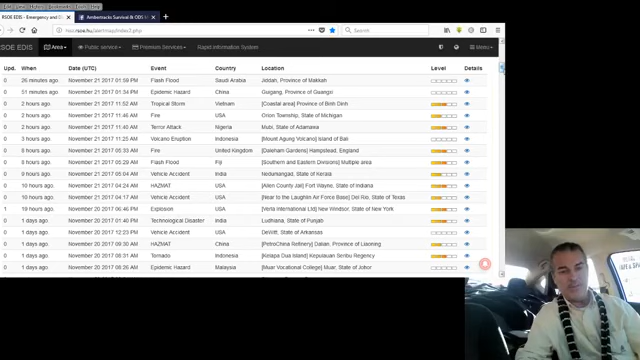 RSOE EDIS - Emergency and D
Ambertracks Survival & ODS
rsoe.hu
Search
RSOE EDIS Area Public service Premium Services Rapid information System Menu
Upd. When Date (UTC) Event Country Location Level Details
0 26 minutes ago. November 21 2017 01:59 PM Flash Flood Saudi Arabia Jiddah, Province of Makkah
0 51 minutes ago. November 21 2017 01:34 PM Epidemic Hazard China Guigang, Province of Guangxi
0 2 hours ago. November 21 2017 11:52 AM Tropical Storm Vietnam [Coastal area] Province of Binh Dinh
0 2 hours ago. November 21 2017 11:46 AM Fire USA Orion Township, State of Michigan
0 2 hours ago. November 21 2017 11:46 AM Terror Attack Nigeria Mubi, State of Adamawa
0 3 hours ago. November 21 2017 11:25 AM Volcano Eruption Indonesia [Mount Agung Volcano] Island of Bali
0 8 hours ago. November 21 2017 05:33 AM Fire United Kingdom [Daleham Gardens] Hampstead, England
0 8 hours ago. November 21 2017 05:29 AM Flash Flood Fiji [Southern and Eastern Divisions] Multiple area
0 9 hours ago. November 21 2017 05:04 AM Vehicle Accident India Nedumangad, State of Kerala
0 10 hours ago. November 21 2017 04:24 AM HAZMAT USA [Allen County Jail] Fort Wayne, State of Indiana
0 10 hours ago. November 21 2017 04:17 AM Vehicle Accident USA [Near to the Laughlin Air Force Base] Del Rio, State of Texas
1 19 hours ago. November 20 2017 06:46 PM Explosion USA [Verla International Ltd] New Windsor, State of New York
0 1 days ago. November 20 2017 01:40 PM Technological Disaster India Ludhiana, State of Punjab
0 1 days ago. November 20 2017 12:23 PM Vehicle Accident USA DeWitt, State of Arkansas
0 1 days ago. November 20 2017 09:30 AM HAZMAT China [PetroChina Refinery] Dalian, Province of Liaoning
0 1 days ago. November 20 2017 08:31 AM Tornado Indonesia [Kelapa Dua Island] Kepulauan Seribu Regency
0 1 days ago. November 20 2017 08:26 AM Epidemic Hazard Malaysia [Muar Vocational College] Muar, State of Johor